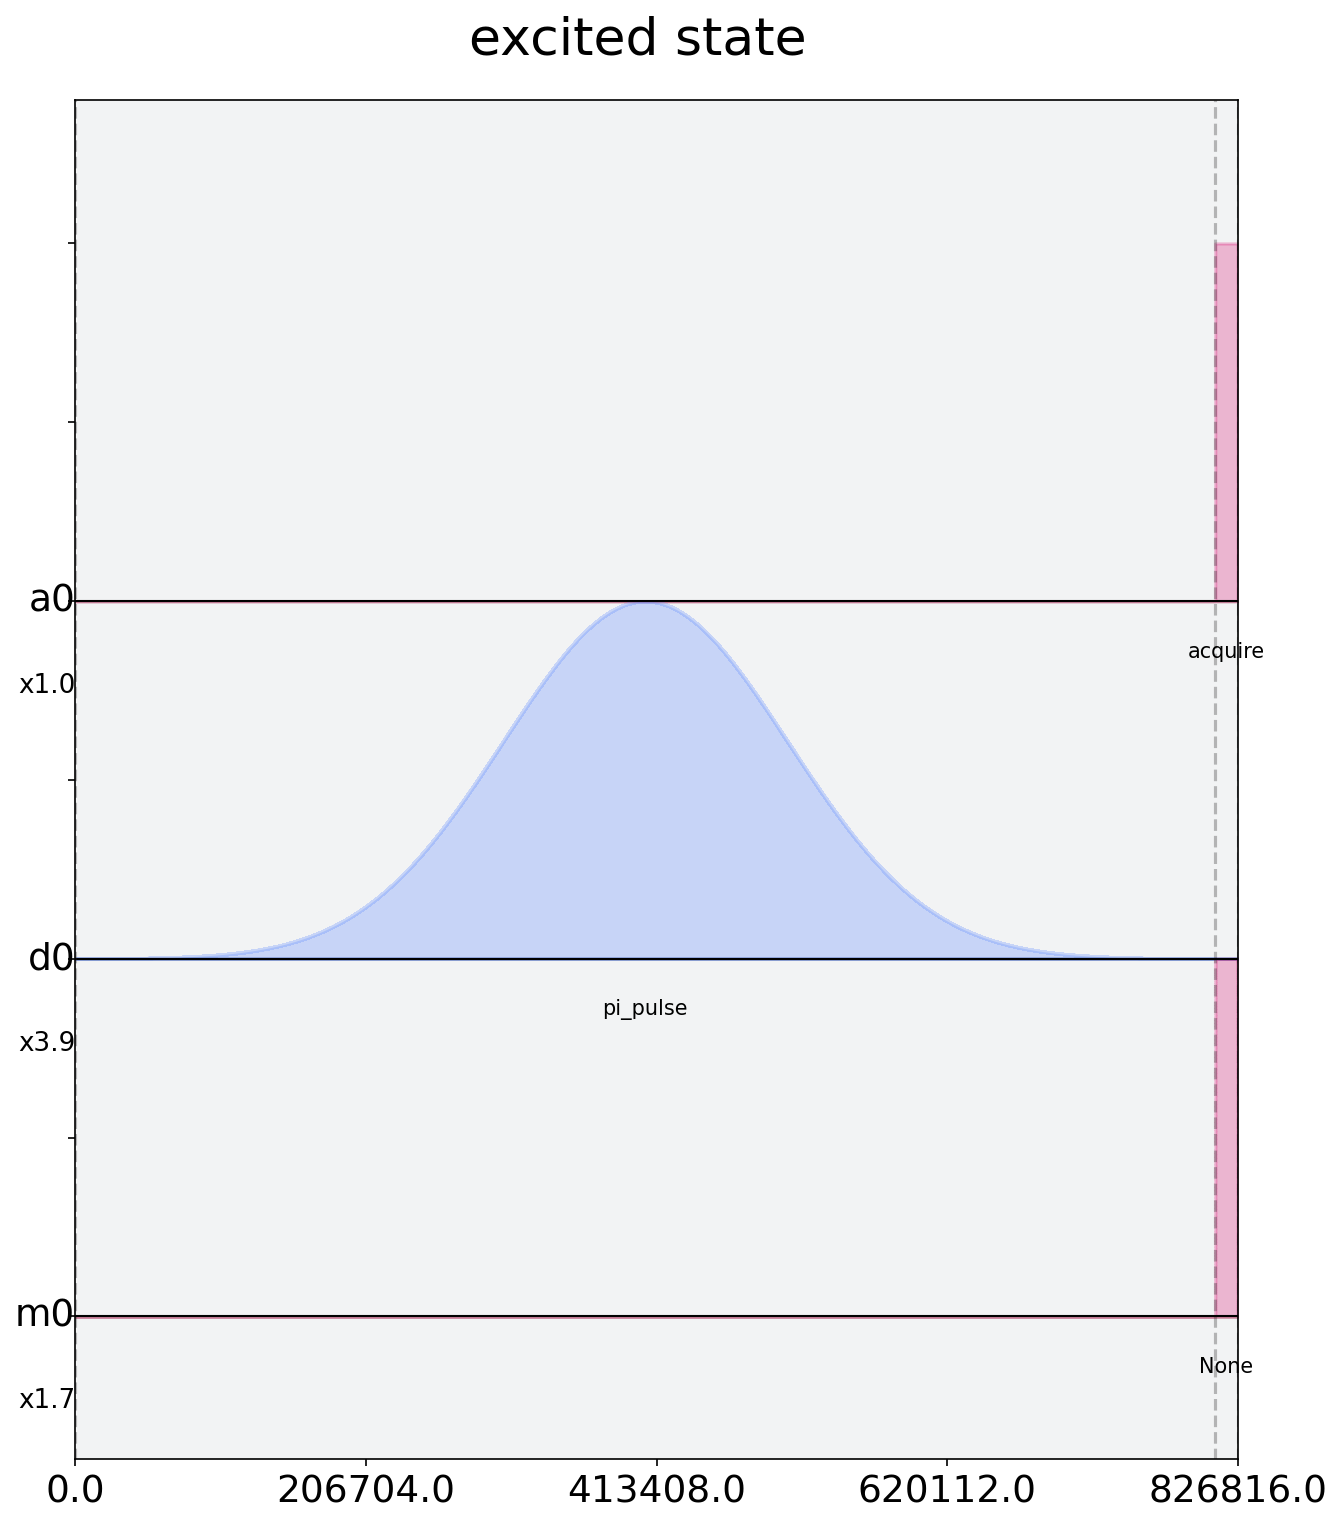 excited state
a0
acquire
x1.0
d0
pi_pulse
x3.9
m0
None
x1.7
0.0 206704.0 413408.0 620112.0 826816.0